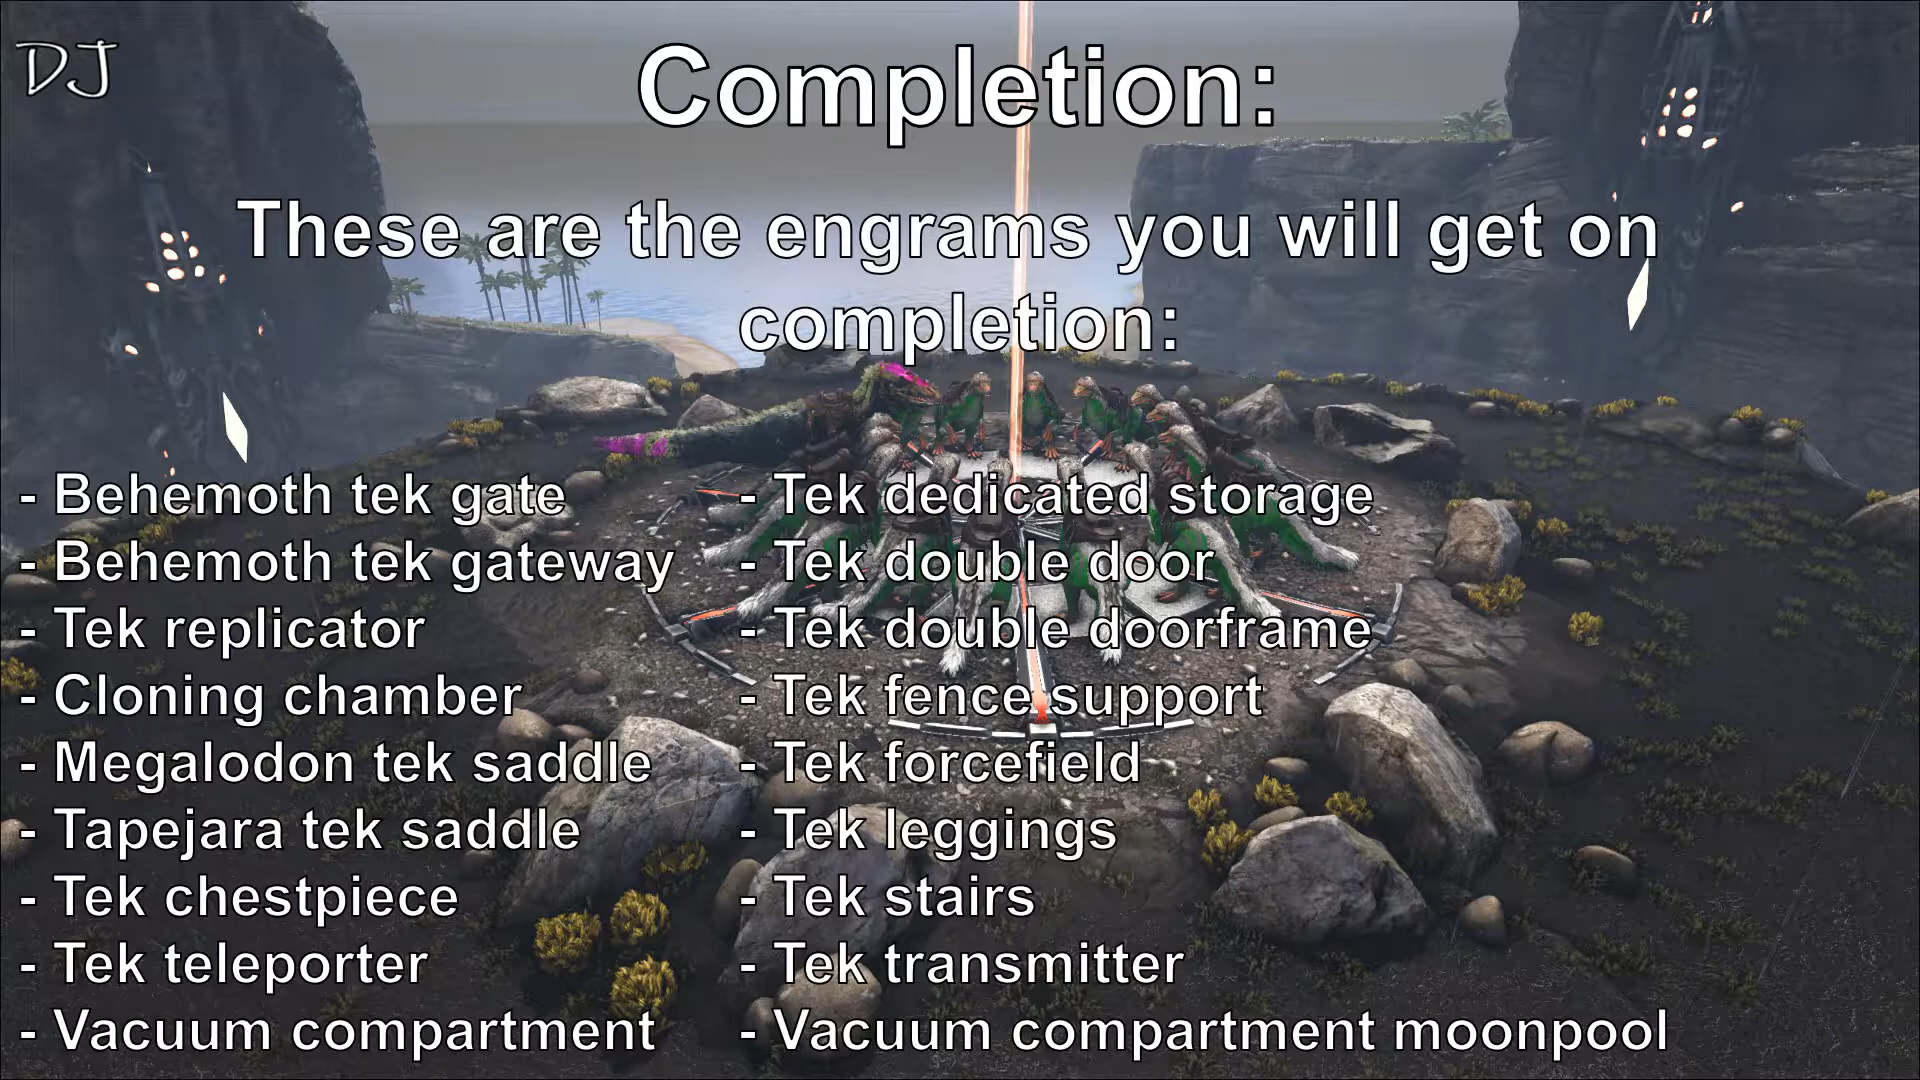 DJ
Completion:
These are the engrams you will get on
completion:
- Behemoth tek gate
- Behemoth tek gateway
- Tek replicator
- Cloning chamber
- Megalodon tek saddle
- Tapejara tek saddle
- Tek chestpiece
- Tek teleporter
- Vacuum compartment
- Tek dedicated storage
- Tek double door
- Tek double doorframe
- Tek fence support
- Tek forcefield
- Tek leggings
- Tek stairs
- Tek transmitter
- Vacuum compartment moonpool